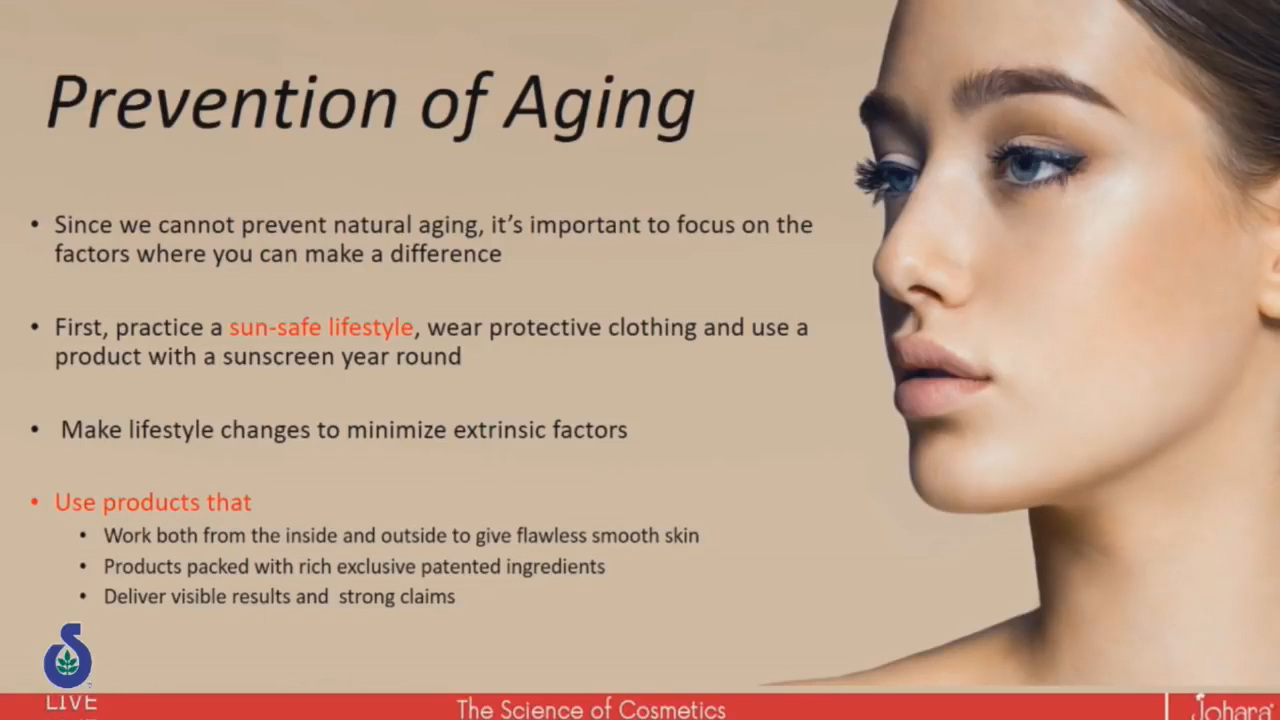 Prevention of Aging
• Since we cannot prevent natural aging, it’s important to focus on the
factors where you can make a difference
• First, practice a sun-safe lifestyle, wear protective clothing and use a
product with a sunscreen year round
• Make lifestyle changes to minimize extrinsic factors
• Use products that
• Work both from the inside and outside to give flawless smooth skin
• Products packed with rich exclusive patented ingredients
• Deliver visible results and strong claims
LIVE
The Science of Cosmetics
Johara